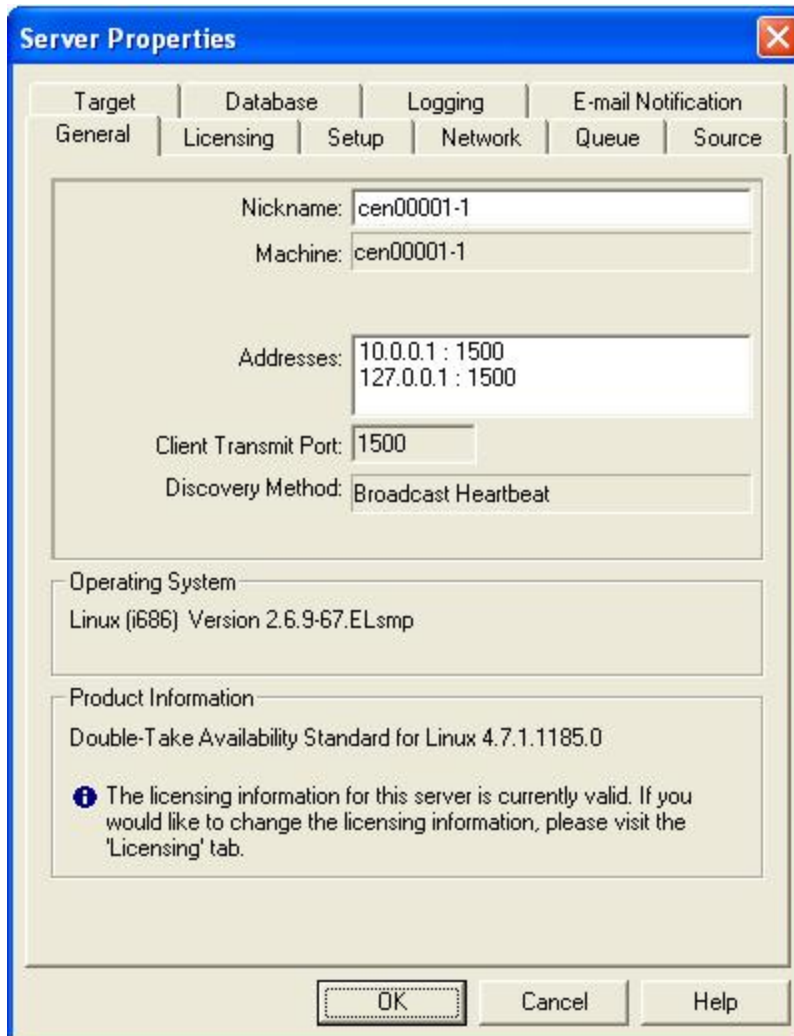 Server Properties
Target Database Logging E-mail Notification
General Licensing Setup Network Queue Source
Nickname: cen00001-1
Machine: cen00001-1
Addresses: 10.0.0.1 : 1500
127.0.0.1 : 1500
Client Transmit Port: 1500
Discovery Method: Broadcast Heartbeat
Operating System
Linux (i686) Version 2.6.9-67.ELsmp
Product Information
Double-Take Availability Standard for Linux 4.7.1.1185.0
The licensing information for this server is currently valid. If you
would like to change the licensing information, please visit the
'Licensing' tab.
OK Cancel Help